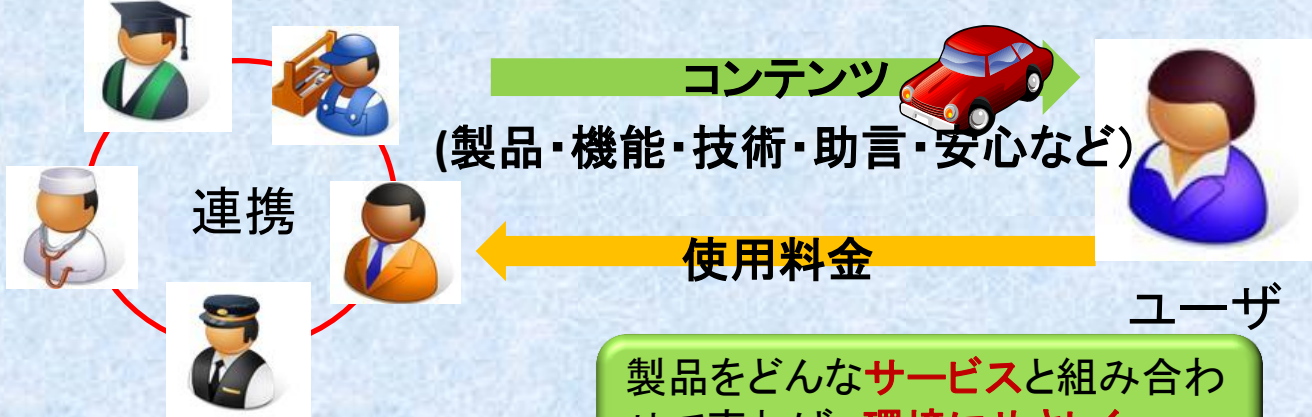 コンテンツ
(製品・機能・技術・助言・安心など)
連携
使用料金
ユーザ
製品をどんなサービスと組み合わ